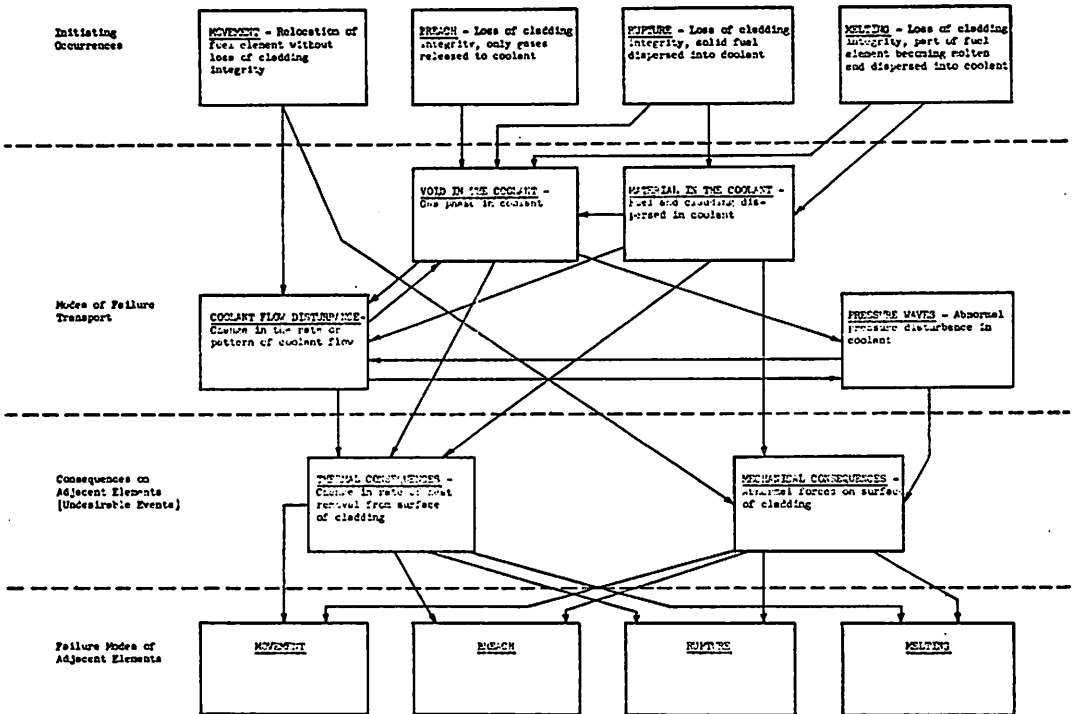 Initiating
Occurrences
MOVEMENT - Relocation of
fuel element without
loss of cladding
integrity
BREACH - Loss of cladding
integrity, only gases
released to coolant
RUPTURE - Loss of cladding
integrity, solid fuel
dispersed into coolant
MELTING - Loss of cladding
integrity, part of fuel
element becoming molten
and dispersed into coolant
VOID IN THE COOLANT -
Gas phase in coolant
MATERIAL IN THE COOLANT -
Fuel and cladding dis-
persed in coolant
Modes of Failure
Transport
COOLANT FLOW DISTURBANCE-
Change in the rate or
pattern of coolant flow
PRESSURE WAVES - Abnormal
pressure disturbence in
coolant
Consequences on
Adjacent Elements
[Undesirable Events]
THERMAL CONSEQUENCES -
Change in rate of heat
removal from surface
of cladding
MECHANICAL CONSEQUENCES -
Abnormal forces on surface
of cladding
Failure Modes of
Adjacent Elements
MOVEMENT
BREACH
RUPTURE
MELTING